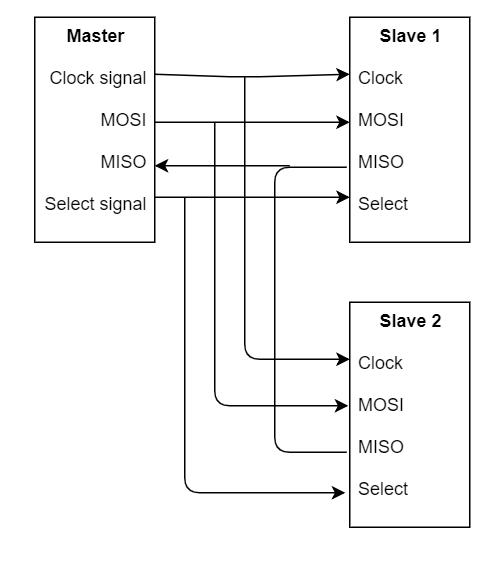 Master
Clock signal
MOSI
MISO
Select signal
Slave 1
Clock
MOSI
MISO
Select
Slave 2
Clock
MOSI
MISO
Select